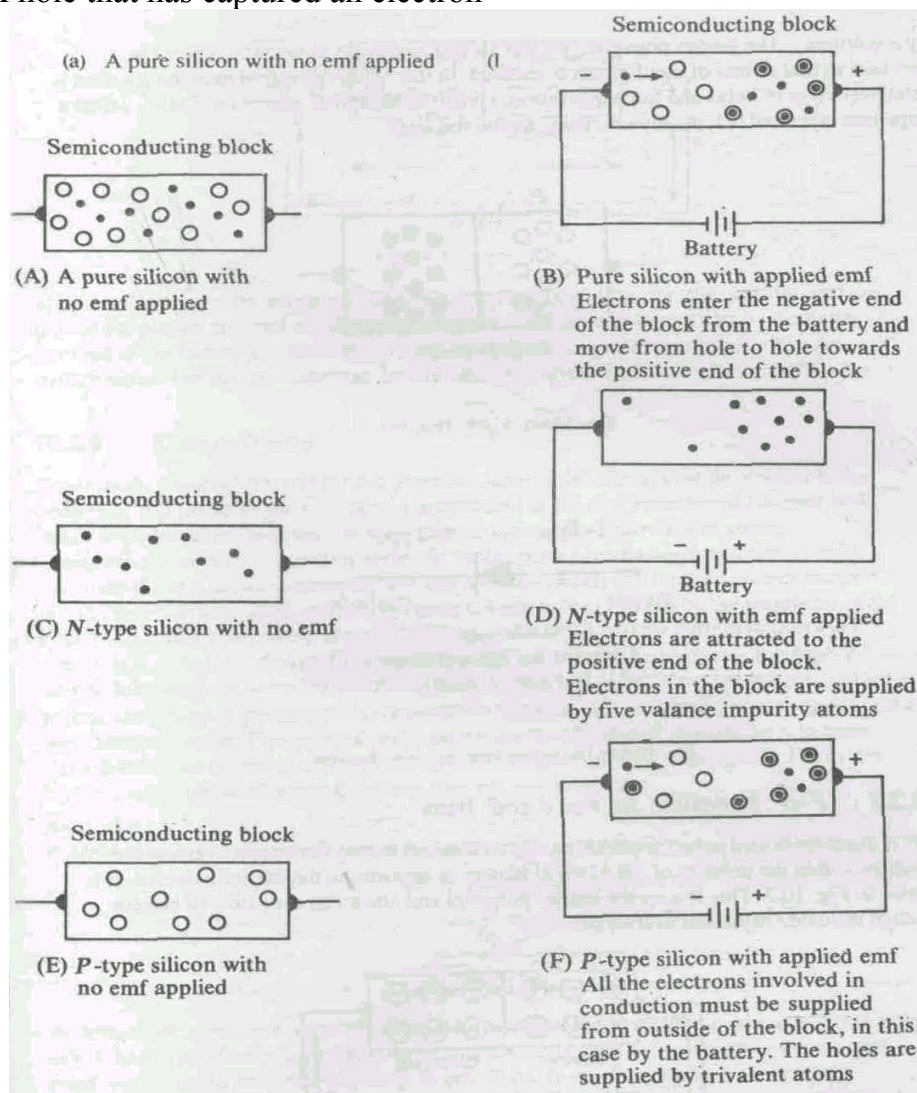 hole that has captured an electron
(a) A pure silicon with no emf applied (l
Semiconducting block
− +
Battery
Semiconducting block
(A) A pure silicon with
no emf applied
(B) Pure silicon with applied emf
Electrons enter the negative end
of the block from the battery and
move from hole to hole towards
the positive end of the block
Semiconducting block
(C) N-type silicon with no emf
− +
Battery
(D) N-type silicon with emf applied
Electrons are attracted to the
positive end of the block.
Electrons in the block are supplied
by five valance impurity atoms
Semiconducting block
(E) P-type silicon with
no emf applied
− +
− +
(F) P-type silicon with applied emf
All the electrons involved in
conduction must be supplied
from outside of the block, in this
case by the battery. The holes are
supplied by trivalent atoms